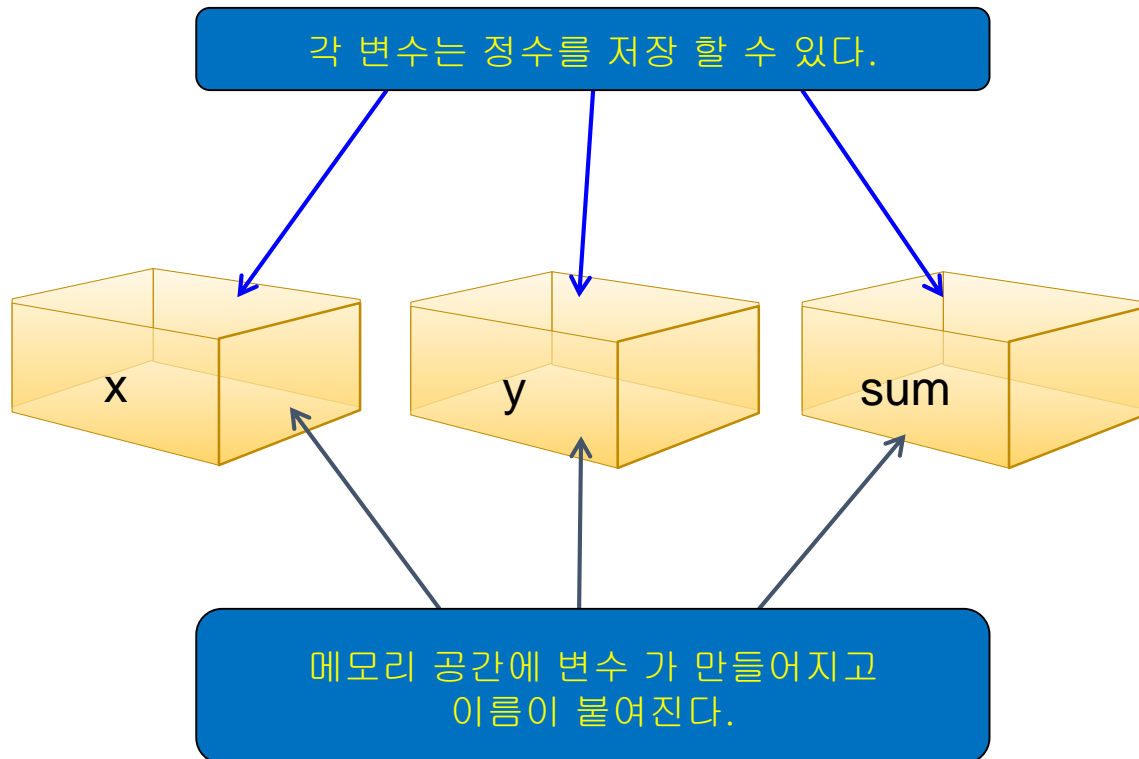 각 변수는 정수를 저장 할 수 있다.
x
y
sum
메모리 공간에 변수 가 만들어지고
이름이 붙여진다.